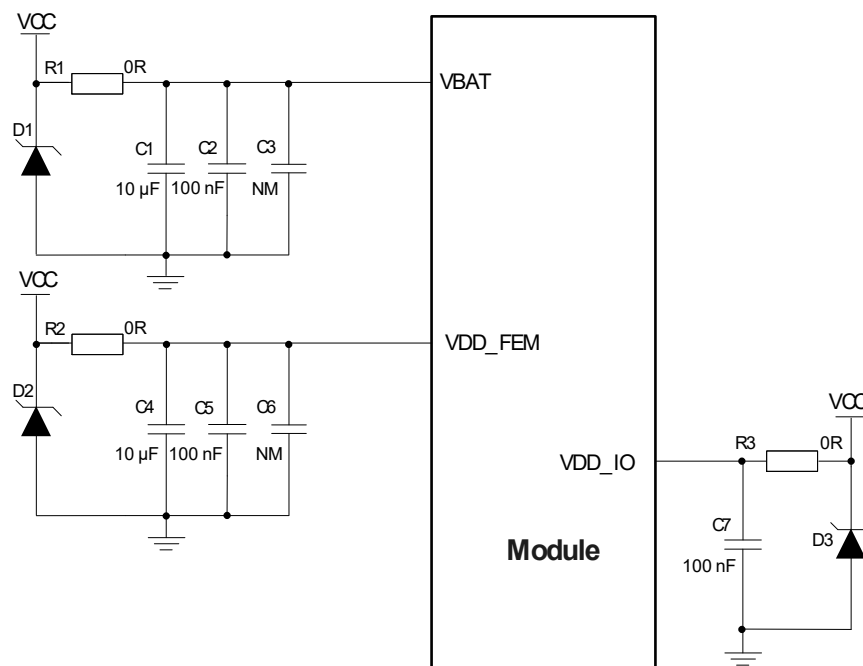 VCC
R1 0R
VBAT
D1
C1 C2 C3
10 µF 100 nF NM
VCC
R2 0R
VDD_FEM
D2
C4 C5 C6
10 µF 100 nF NM
VCC
R3 0R
VDD_IO
C7
D3
Module
100 nF